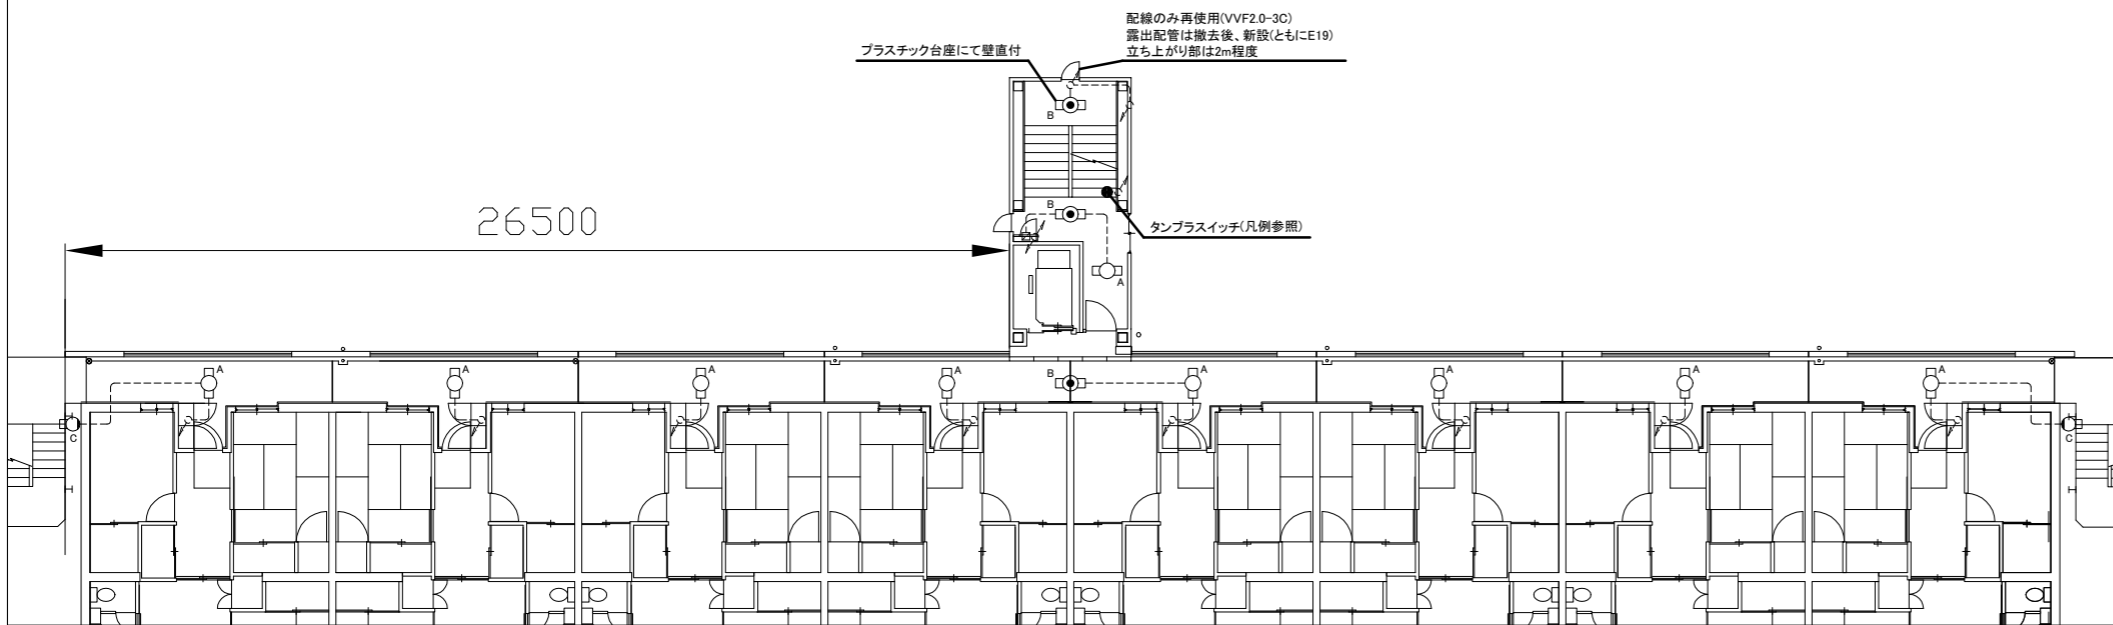 配線のみ再使用(VVF2.0-3C)
露出配管は撤去後、新設(ともにE19)
立ち上がり部は2m程度
プラスチック台座にて壁直付
B
26500
B
タンブラスイッチ(凡例参照)
A
A
A
A
A
B
A
A
A
A
C
C